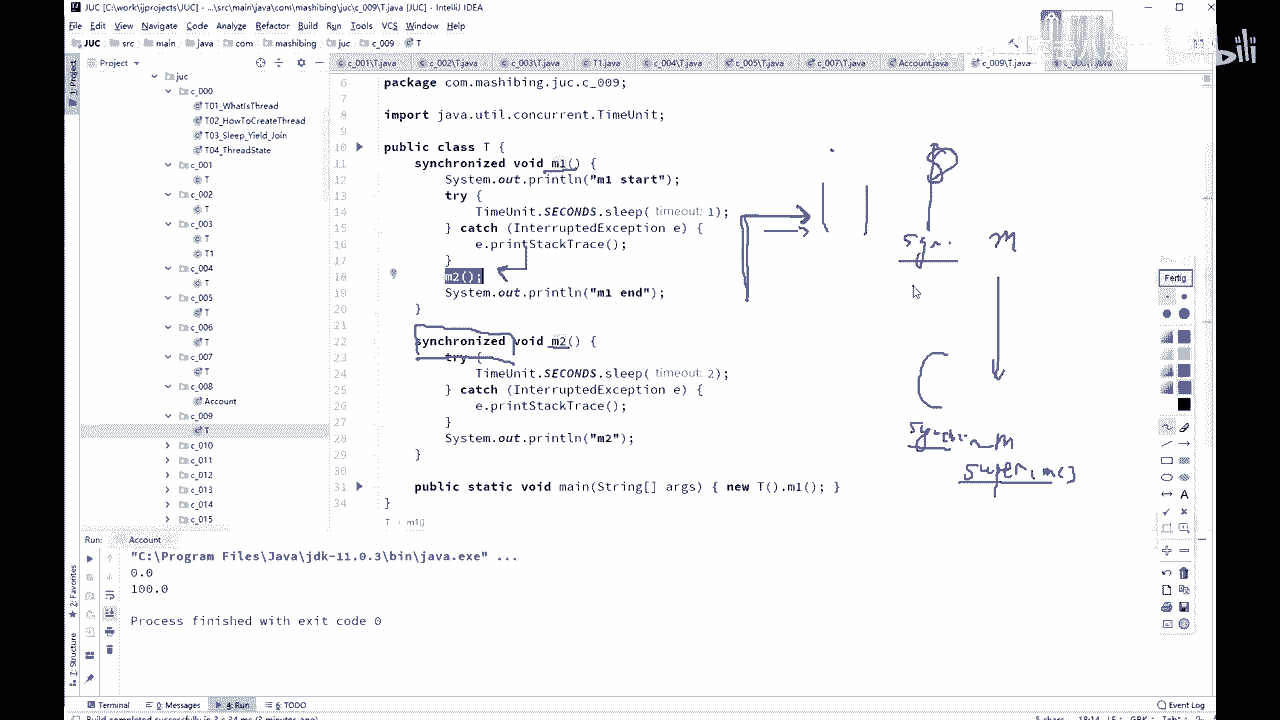 JUC [C:\work\ijprojects\JUC] - ...\src\main\java\com\mashibing\juc\c_009\T.java [JUC] - IntelliJ IDEA
File Edit View Navigate Code Analyze Refactor Build Run Tools VCS Window Help
JUC src main java com mashibing juc c_009 T
Project
c_001\T.java c_002\T.java c_003\T.java T1.java c_004\T.java c_005\T.java c_007\T.java Account.java c_009\T.java
1: Project
juc
c_000
T01_WhatIsThread
T02_HowToCreateThread
T03_Sleep_Yield_Join
T04_ThreadState
c_001
T
c_002
T
c_003
T
T1
c_004
T
c_005
T
c_006
T
c_007
T
c_008
Account
c_009
T
c_010
c_011
c_012
c_013
c_014
c_015
6 package com.mashibing.juc.c_009;
7
8 import java.util.concurrent.TimeUnit;
9
10 public class T {
11 synchronized void m1() {
12 System.out.println("m1 start");
13 try {
14 TimeUnit.SECONDS.sleep( timeout: 1);
15 } catch (InterruptedException e) {
16 e.printStackTrace();
17 }
18 m2();
19 System.out.println("m1 end");
20 }
21
22 synchronized void m2() {
23 try {
24 TimeUnit.SECONDS.sleep( timeout: 2);
25 } catch (InterruptedException e) {
26 e.printStackTrace();
27 }
28 System.out.println("m2");
29 }
30
31 public static void main(String[] args) { new T().m1(); }
34 }
T › m1()
syn. m
C
m
super.m()
Fertig
A
Run: Account
"C:\Program Files\Java\jdk-11.0.3\bin\java.exe" ...
0.0
100.0
Process finished with exit code 0
2: Favorites
7: Structure
Terminal 0: Messages 4: Run 6: TODO Event Log
bili